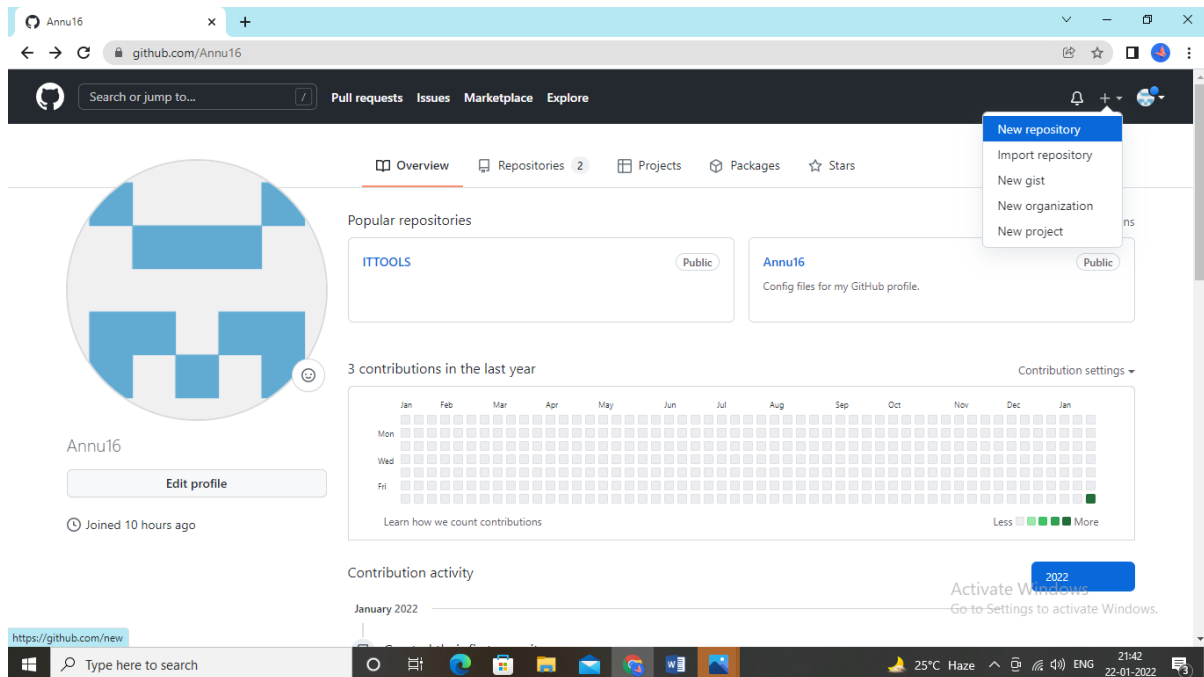 Annu16
github.com/Annu16
Search or jump to...
/
Pull requests Issues Marketplace Explore
New repository
Import repository
New gist
New organization
New project
Overview Repositories 2 Projects Packages Stars
Popular repositories
ns
ITTOOLS Public
Annu16 Public
Config files for my GitHub profile.
3 contributions in the last year
Contribution settings
Jan Feb Mar Apr May Jun Jul Aug Sep Oct Nov Dec Jan
Mon
Wed
Fri
Learn how we count contributions
Less More
Annu16
Edit profile
Joined 10 hours ago
Contribution activity
2022
January 2022
Activate Windows
Go to Settings to activate Windows.
https://github.com/new
Type here to search
25°C Haze
ENG
21:42
22-01-2022
3